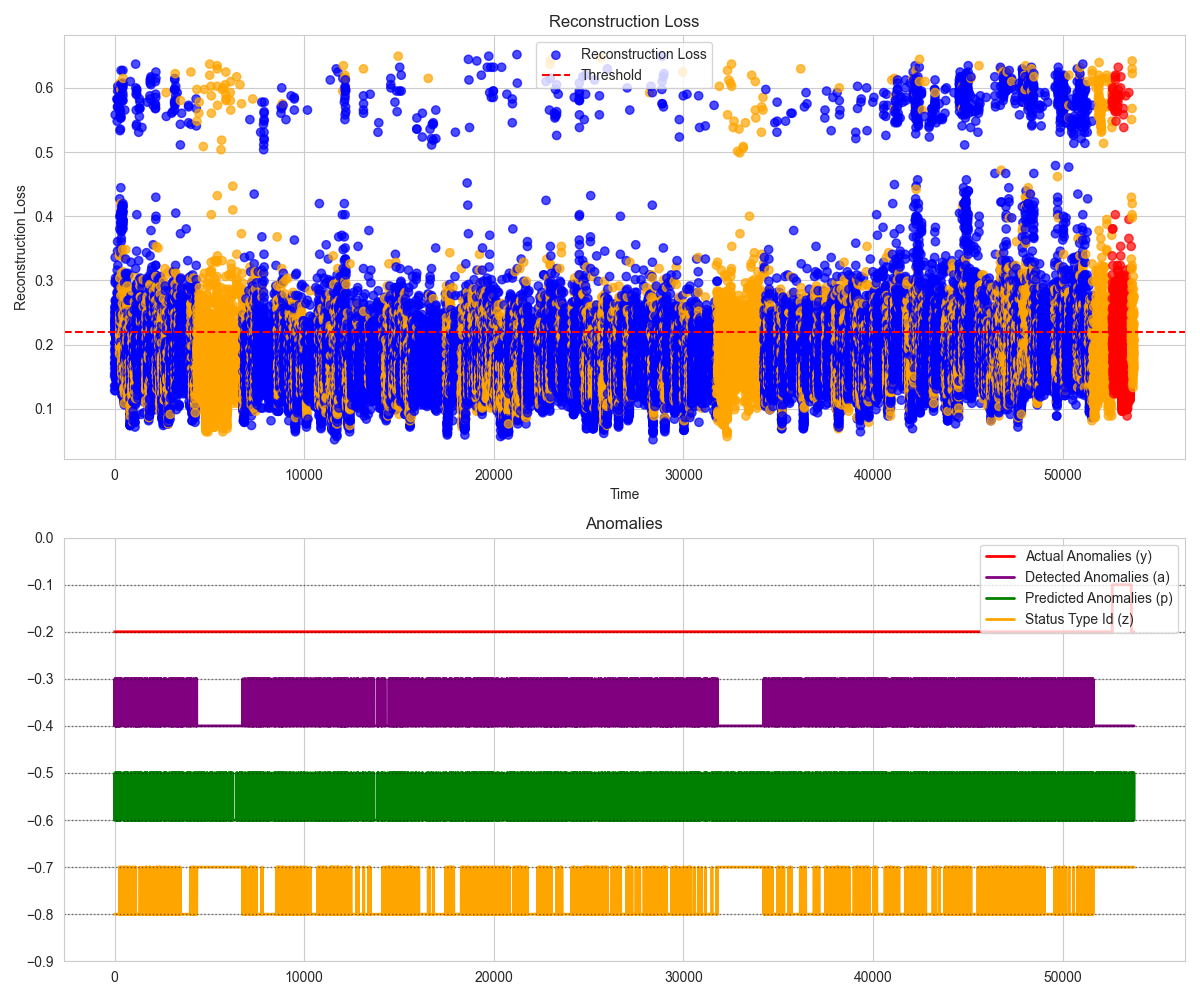 Reconstruction Loss
Reconstruction Loss
Threshold
Reconstruction Loss
0.6
0.5
0.4
0.3
0.2
0.1
0
10000
20000
30000
40000
50000
Time
Anomalies
Actual Anomalies (y)
Detected Anomalies (a)
Predicted Anomalies (p)
Status Type Id (z)
0.0
−0.1
−0.2
−0.3
−0.4
−0.5
−0.6
−0.7
−0.8
−0.9
0
10000
20000
30000
40000
50000